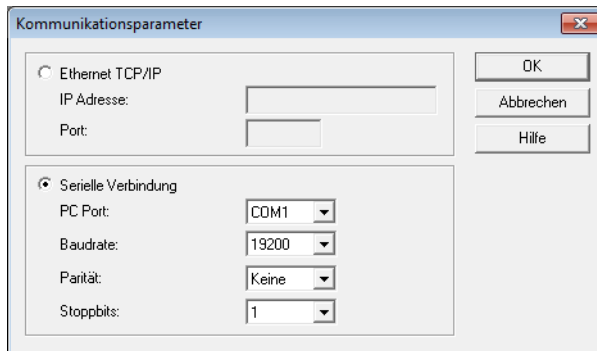 Kommunikationsparameter
Ethernet TCP/IP
IP Adresse:
Port:
OK
Abbrechen
Hilfe
Serielle Verbindung
PC Port: COM1
Baudrate: 19200
Parität: Keine
Stoppbits: 1